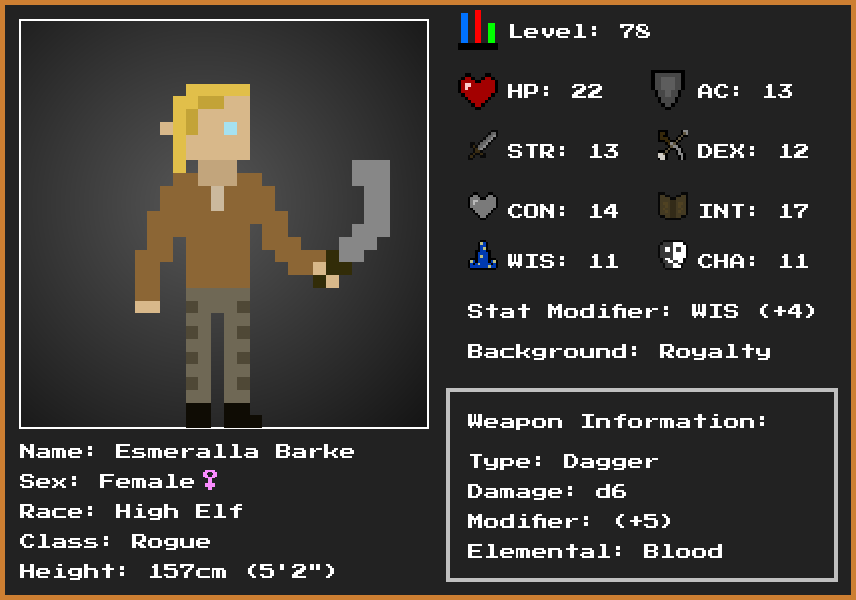 Level: 78
HP: 22 AC: 13
STR: 13 DEX: 12
CON: 14 INT: 17
WIS: 11 CHA: 11
Stat Modifier: WIS (+4)
Background: Royalty
Weapon Information:
Type: Dagger
Damage: d6
Modifier: (+5)
Elemental: Blood
Name: Esmeralla Barke
Sex: Female♀
Race: High Elf
Class: Rogue
Height: 157cm (5'2")